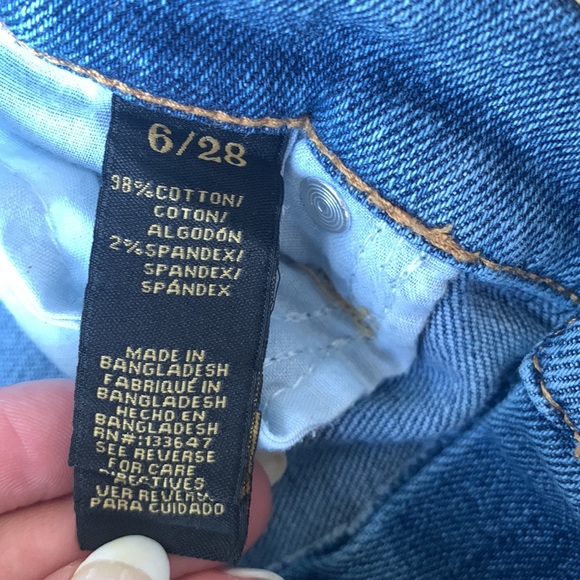 6/28
98%COTTON/
COTON/
ALGODÓN
2%SPANDEX/
SPANDEX/
SPÁNDEX
MADE IN
BANGLADESH
FABRIQUÉ IN
BANGLADESH
HECHO EN
BANGLADESH
RN#:133647
SEE REVERSE
FOR CARE
VER
PARA CUIDADO